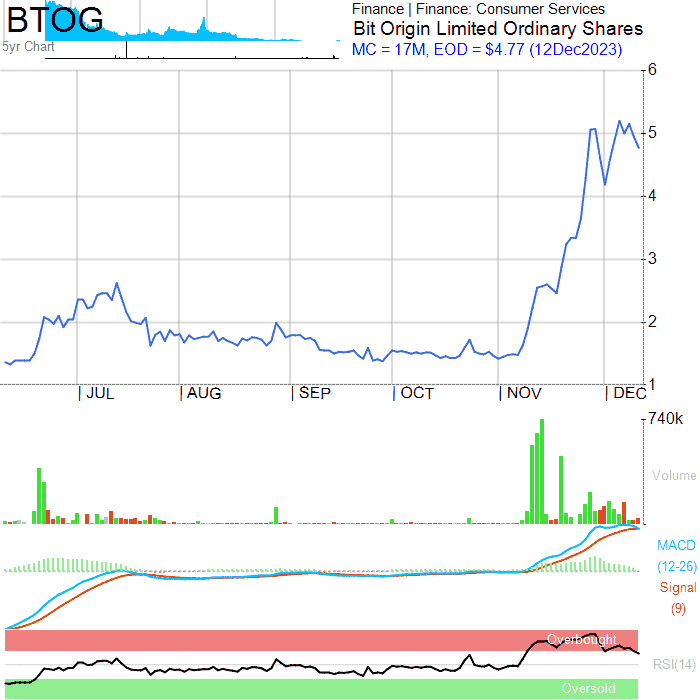 BTOG
5yr Chart
Finance | Finance: Consumer Services
Bit Origin Limited Ordinary Shares
MC = 17M, EOD = $4.77 (12Dec2023)
6
5
4
3
2
1
JUL AUG SEP OCT NOV DEC
740k
Volume
MACD
(12-26)
Signal
(9)
Overbought
RSI(14)
Oversold